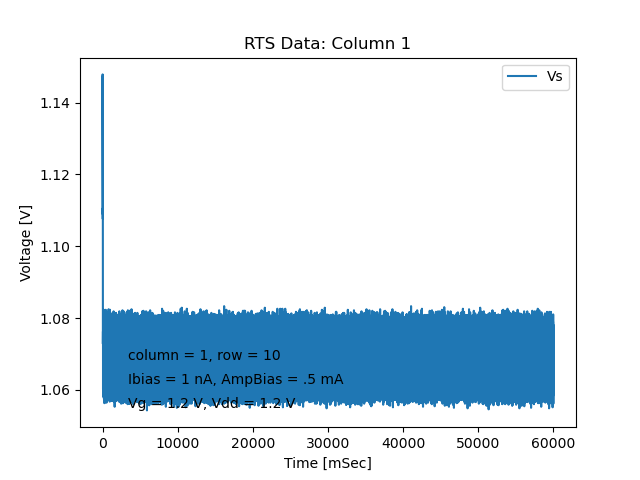 RTS Data: Column 1
Vs
1.14
1.12
1.10
1.08
1.06
Voltage [V]
column = 1, row = 10
Ibias = 1 nA, AmpBias = .5 mA
Vg = 1.2 V, Vdd = 1.2 V
0 10000 20000 30000 40000 50000 60000
Time [mSec]